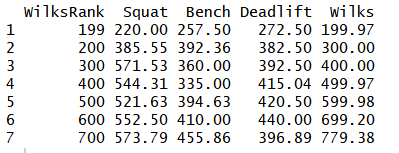 WilksRank Squat Bench Deadlift Wilks
1 199 220.00 257.50 272.50 199.97
2 200 385.55 392.36 382.50 300.00
3 300 571.53 360.00 392.50 400.00
4 400 544.31 335.00 415.04 499.97
5 500 521.63 394.63 420.50 599.98
6 600 552.50 410.00 440.00 699.20
7 700 573.79 455.86 396.89 779.38